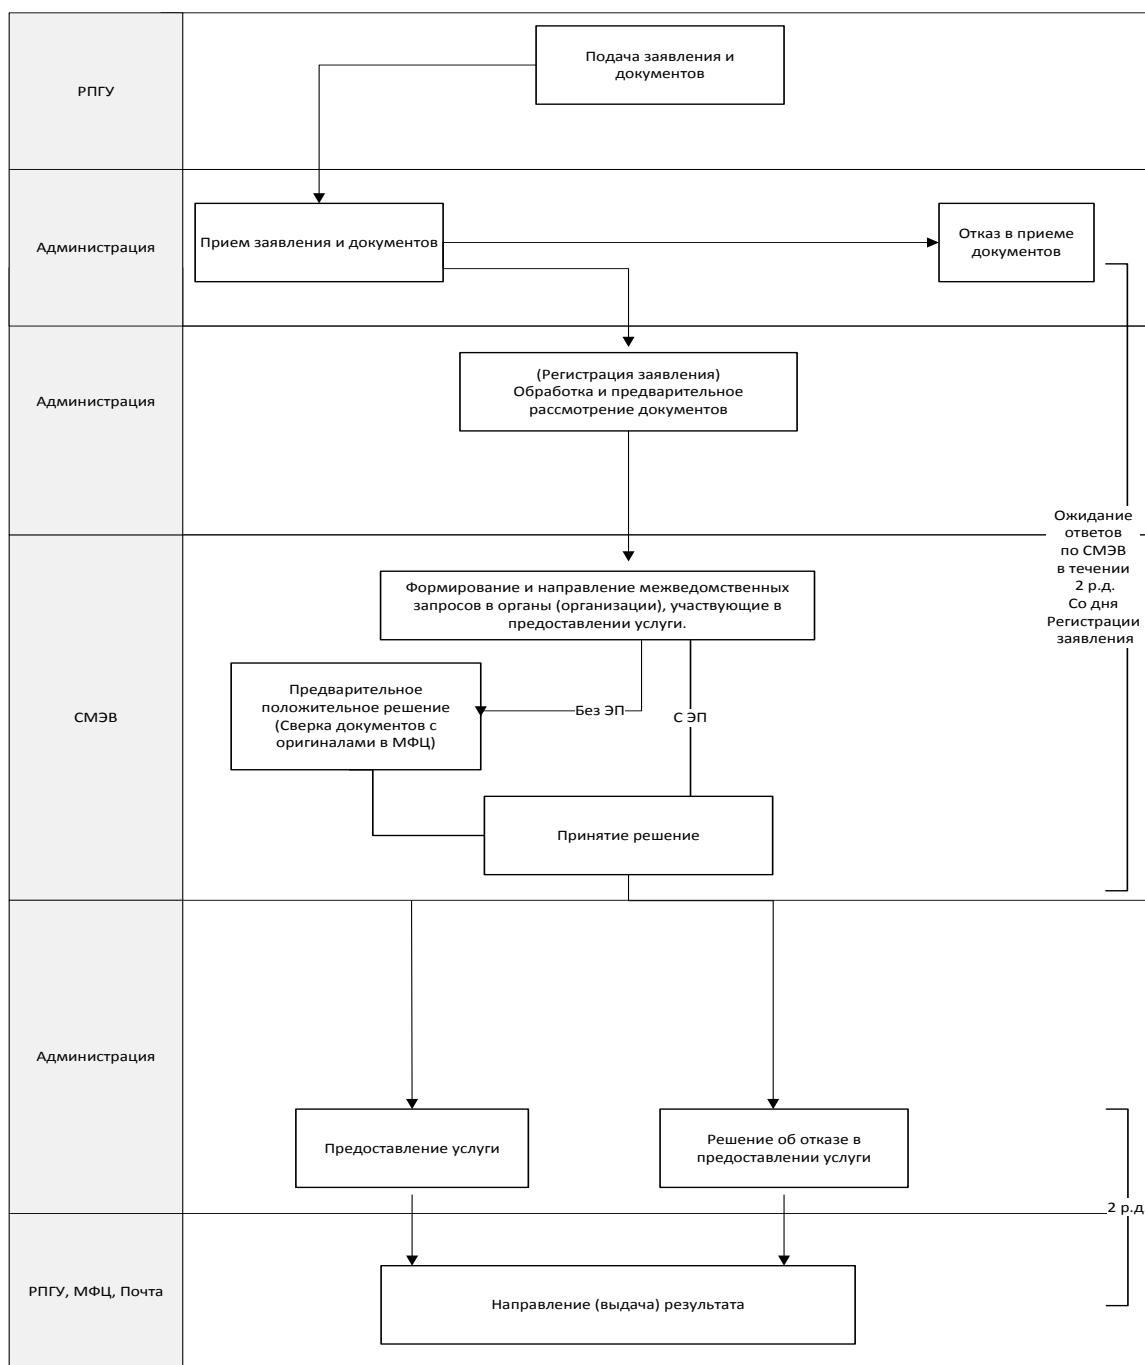 РПГУ
Подача заявления и
документов
Администрация
Прием заявления и документов
Отказ в приеме
документов
Администрация
(Регистрация заявления)
Обработка и предварительное
рассмотрение документов
Ожидание
ответов
по СМЭВ
в течении
2 р.д.
Со дня
Регистрации
заявления
СМЭВ
Формирование и направление межведомственных
запросов в органы (организации), участвующие в
предоставлении услуги.
Предварительное
положительное решение
(Сверка документов с
оригиналами в МФЦ)
Без ЭП
С ЭП
Принятие решение
Администрация
Предоставление услуги
Решение об отказе в
предоставлении услуги
2 р.д
РПГУ, МФЦ, Почта
Направление (выдача) результата